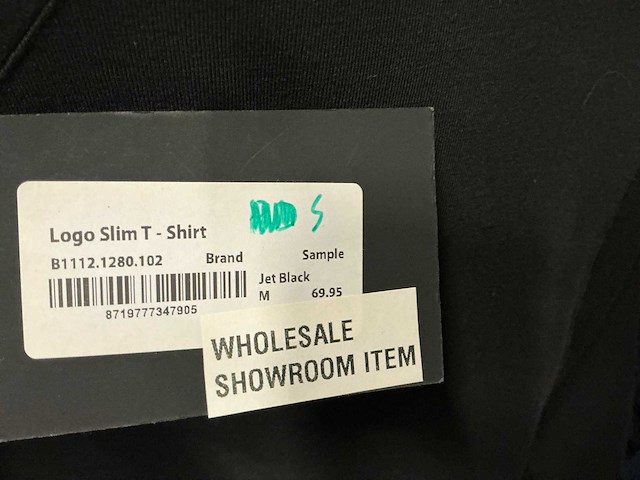 S
Logo Slim T - Shirt
B1112.1280.102 Brand Sample
Jet Black
M 69.95
8719777347905
WHOLESALE
SHOWROOM ITEM